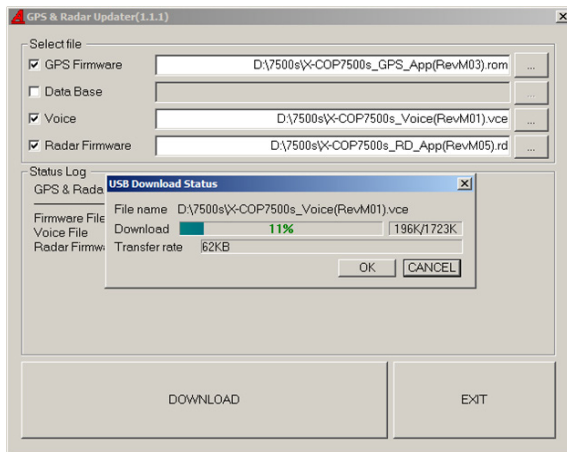 GPS & Radar Updater(1.1.1)
Select file
GPS Firmware D:\7500s\X-COP7500s_GPS_App(RevM03).rom ...
Data Base ...
Voice D:\7500s\X-COP7500s_Voice(RevM01).vce ...
Radar Firmware D:\7500s\X-COP7500s_RD_App(RevM05).rd ...
Status Log
GPS & Rada
Firmware File
Voice File
Radar Firmw
USB Download Status
File name D:\7500s\X-COP7500s_Voice(RevM01).vce
Download 11% 196K/1723K
Transfer rate 62KB
OK CANCEL
DOWNLOAD EXIT